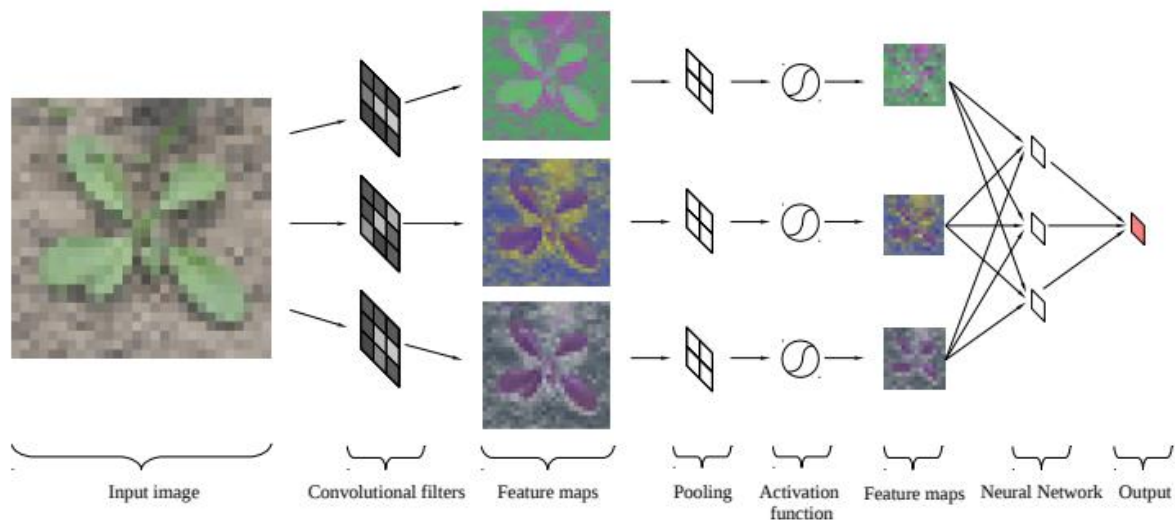 Input image
Convolutional filters
Feature maps
Pooling
Activation
function
Feature maps
Neural Network
Output